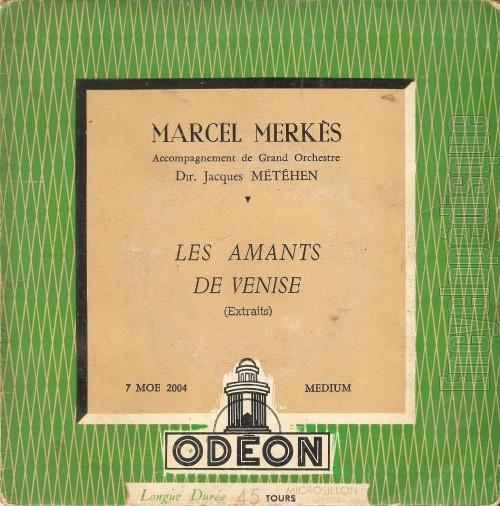 MARCEL MERKÈS
Accompagnement de Grand Orchestre
Dir. Jacques MÉTÉHEN
LES AMANTS
DE VENISE
(Extraits)
7 MOE 2004 MEDIUM
ODÉON
Longue Durée 45 TOURS MICROSILLON
Encyclopédisque